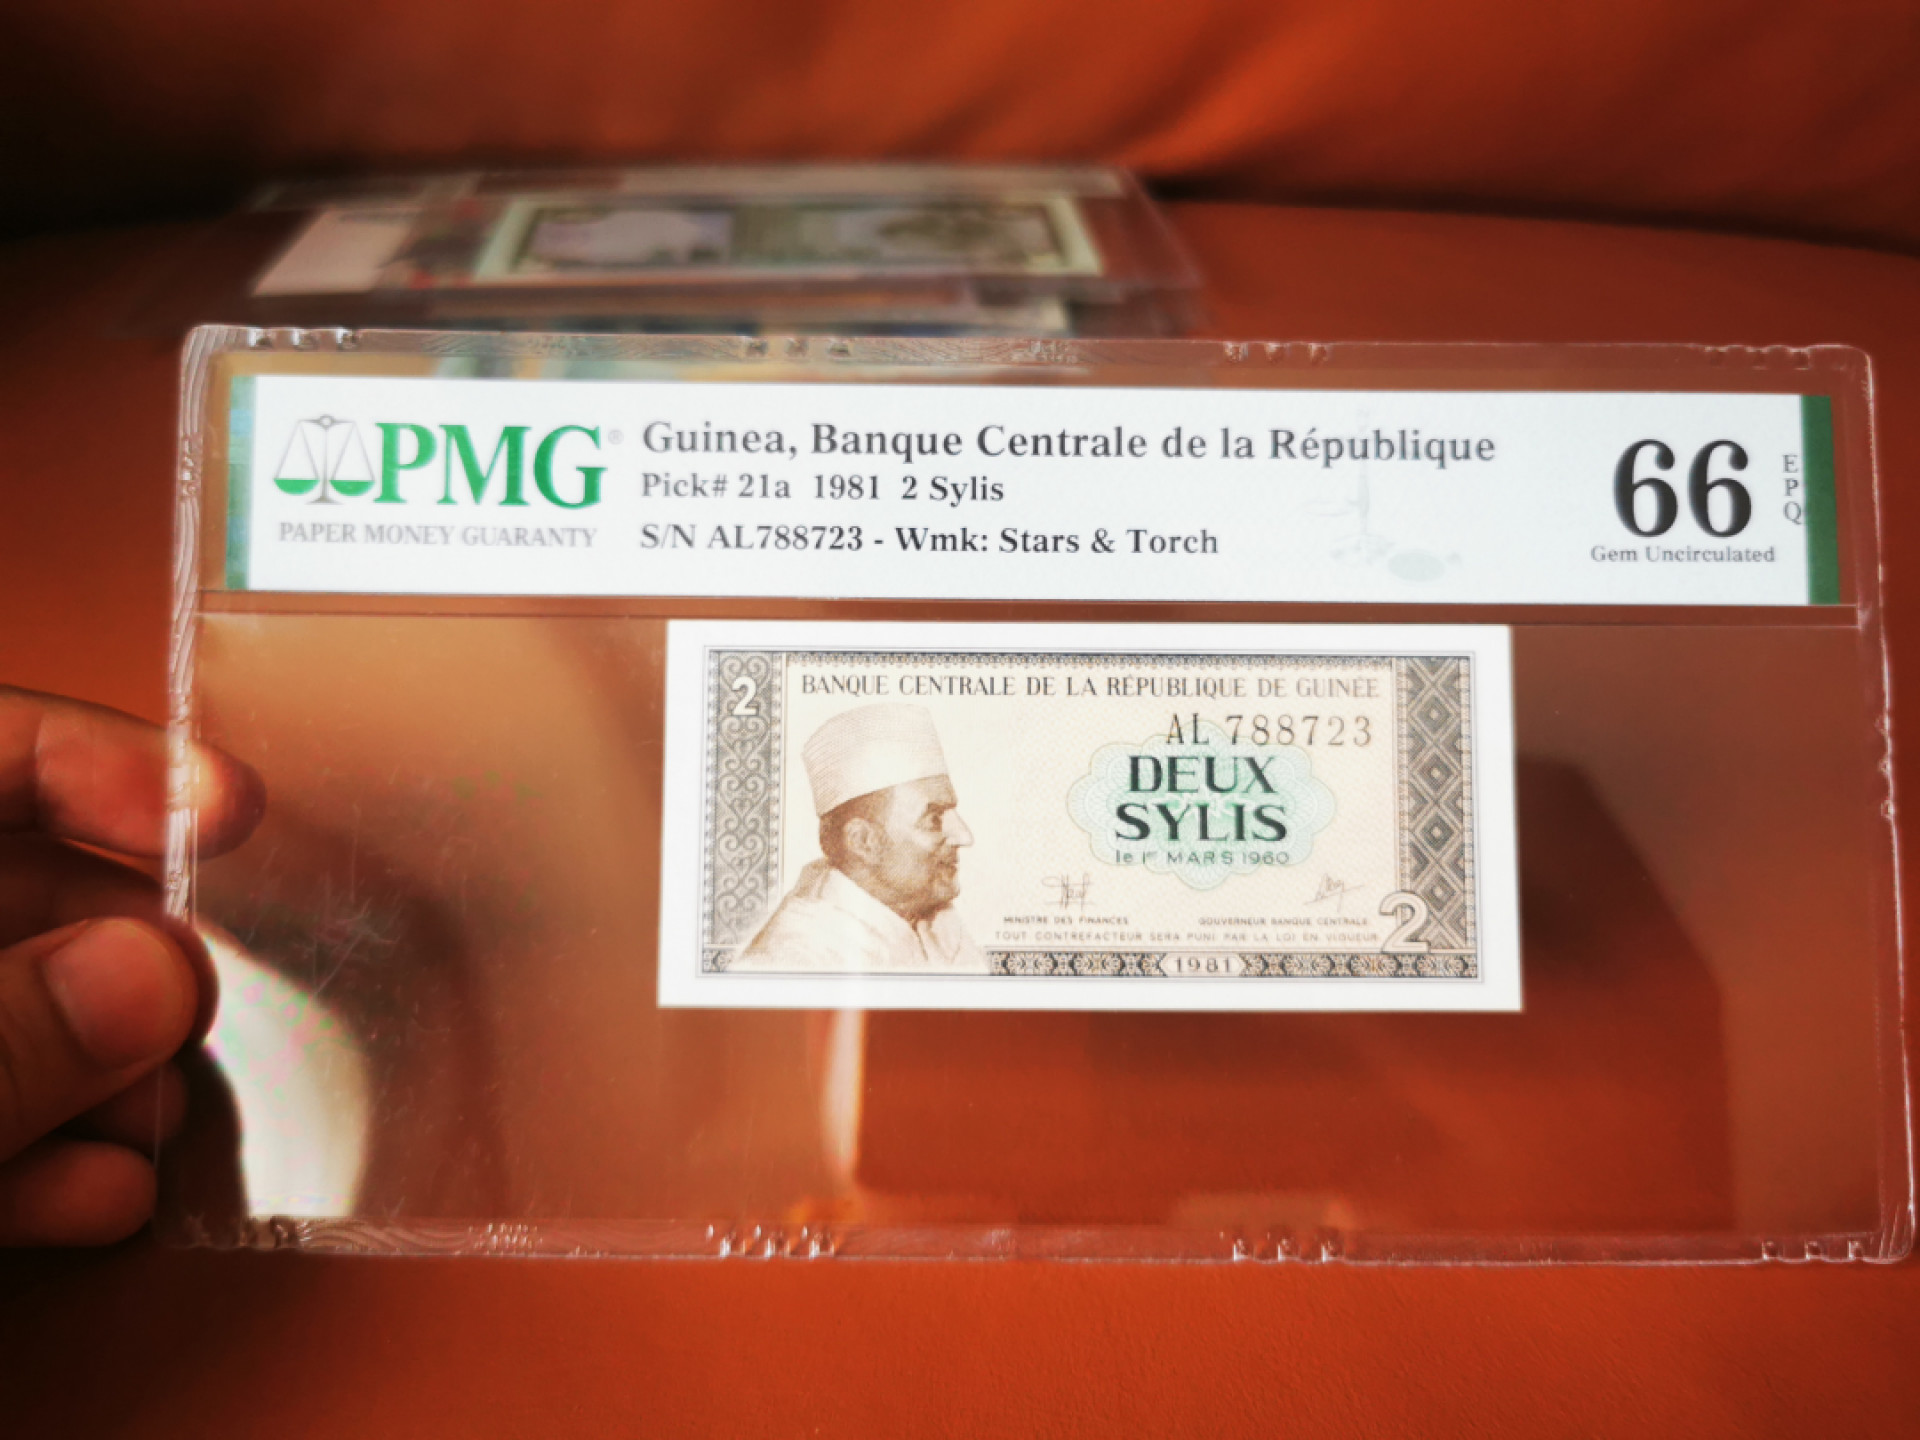 PMG®
PAPER MONEY GUARANTY
Guinea, Banque Centrale de la République
Pick# 21a 1981 2 Sylis
S/N AL788723 - Wmk: Stars & Torch
66
EPQ
Gem Uncirculated
2
BANQUE CENTRALE DE LA RÉPUBLIQUE DE GUINÉE
AL 788723
DEUX
SYLIS
le 1er MARS 1960
MINISTRE DES FINANCES
GOUVERNEUR BANQUE CENTRALE
TOUT CONTREFACTEUR SERA PUNI PAR LA LOI EN VIGUEUR
2
1981